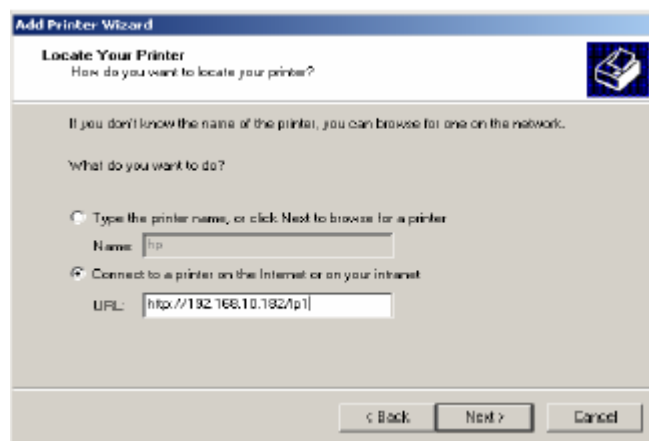 Add Printer Wizard
Locate Your Printer
How do you want to locate your printer?
If you don't know the name of the printer, you can browse for one on the network.
What do you want to do?
Type the printer name, or click Next to browse for a printer
Name: hp
Connect to a printer on the Internet or on your intranet
URL: http://192.168.10.182/lp1
< Back Next > Cancel